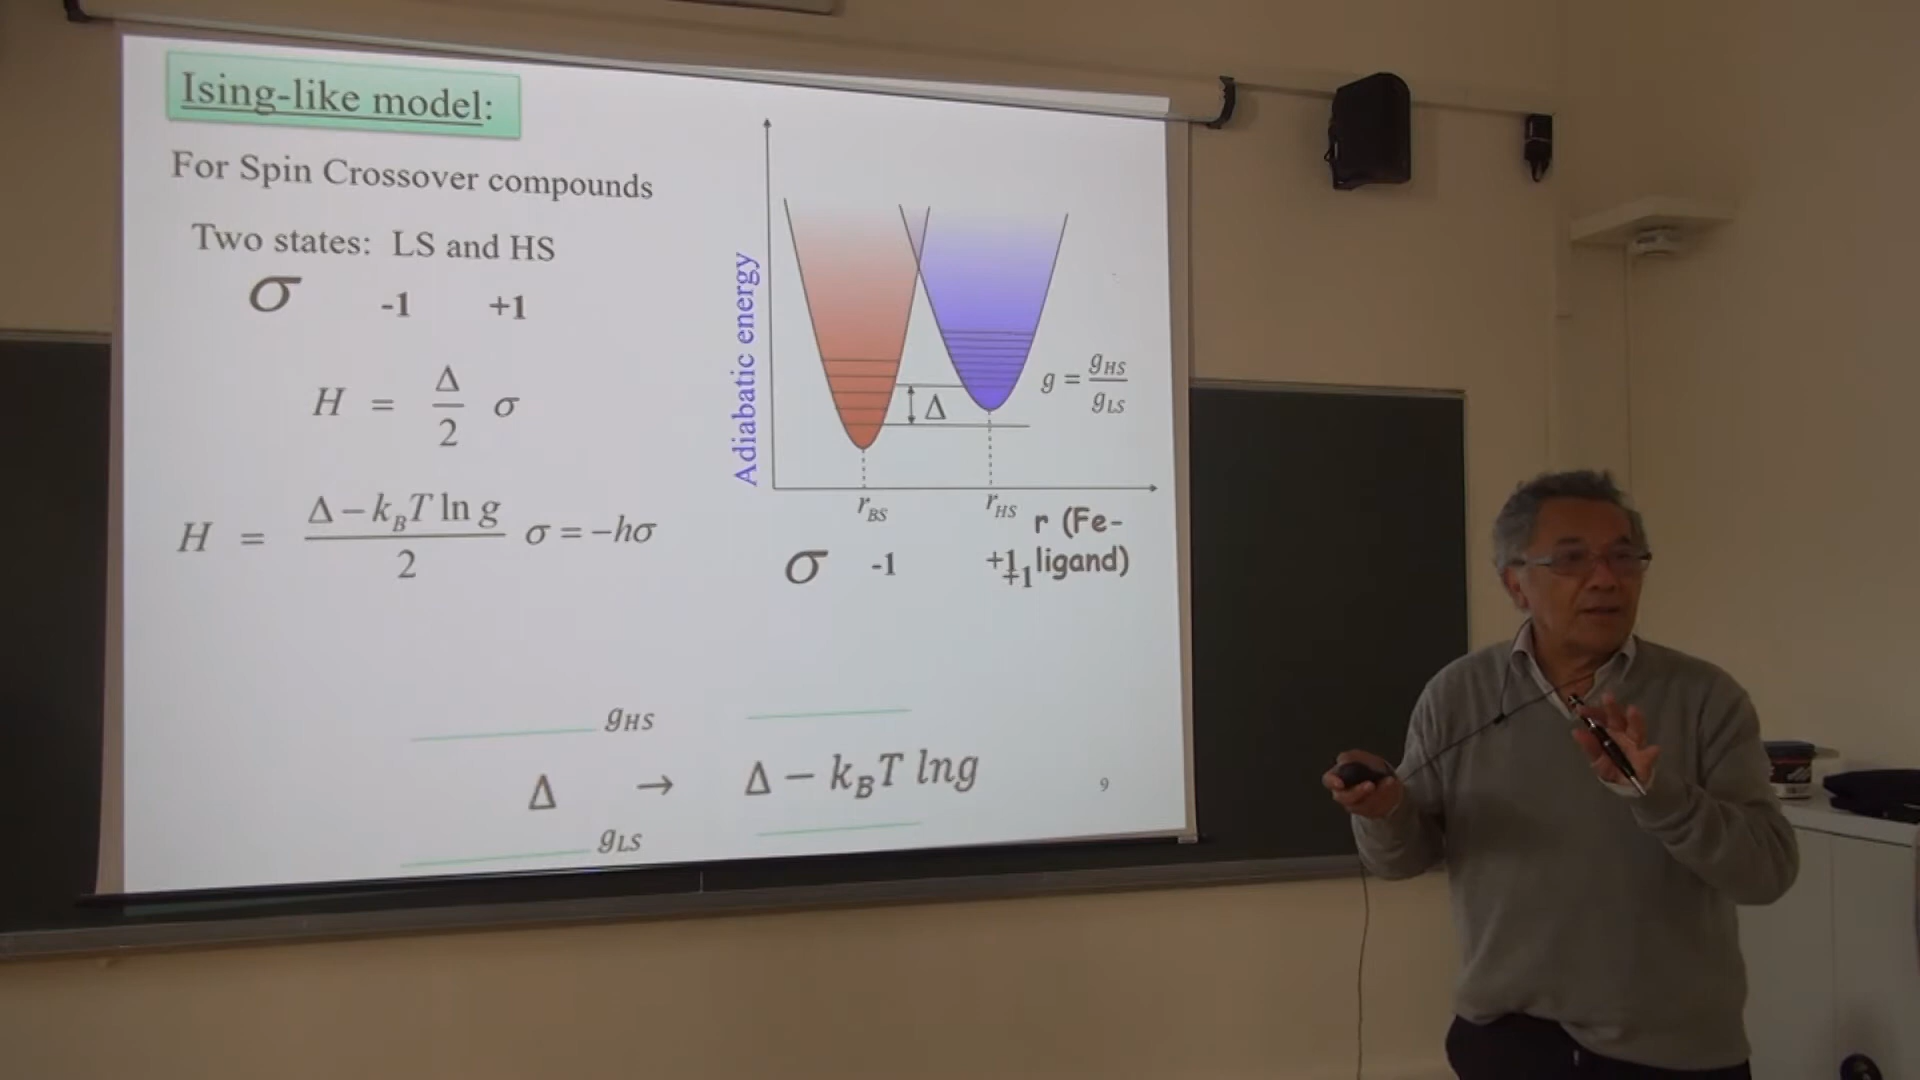 Ising-like model:
For Spin Crossover compounds
Two states: LS and HS
σ -1 +1
H = Δ/2 σ
H = (Δ − k_B T ln g)/2 σ = −hσ
Adiabatic energy
Δ
g = g_HS/g_LS
r_BS r_HS r (Fe-
ligand)
σ -1 +1
+1
g_HS
Δ → Δ − k_B T lng
g_LS
9